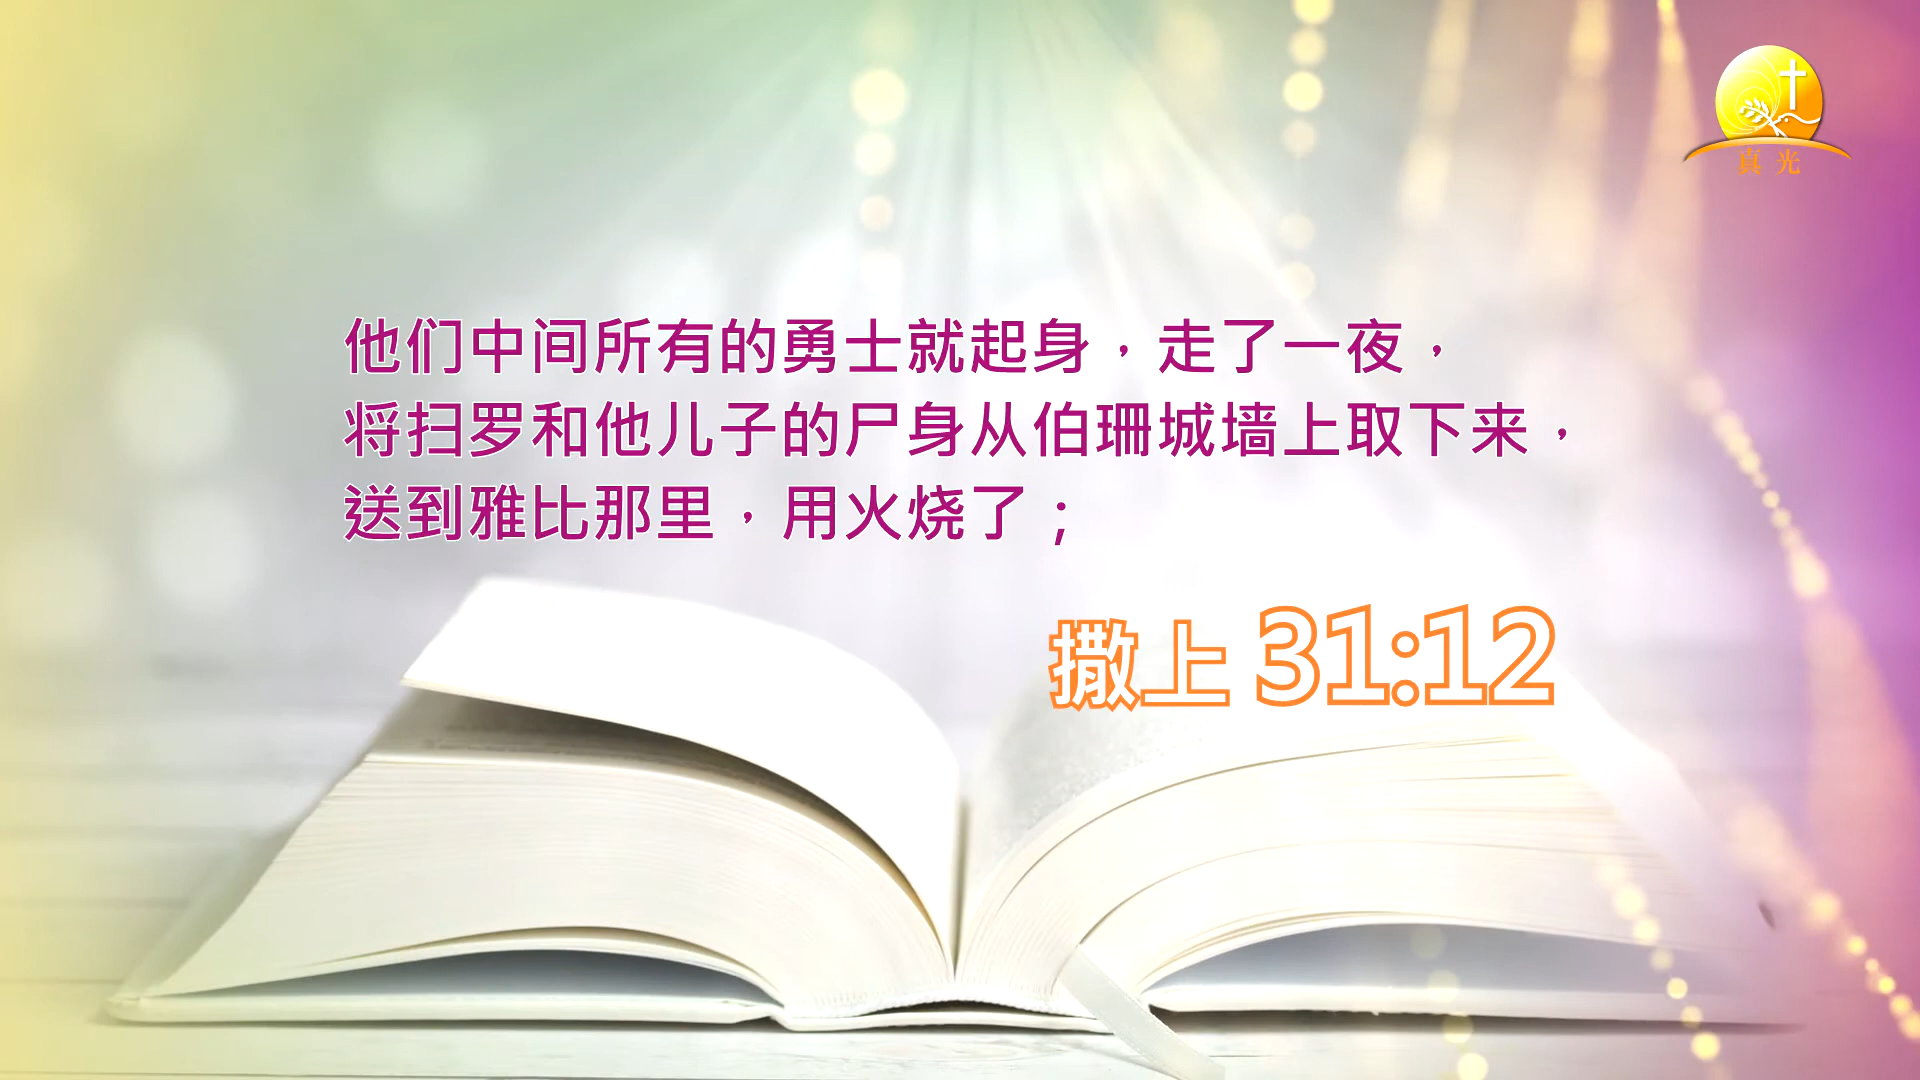 真光
他们中间所有的勇士就起身，走了一夜，
将扫罗和他儿子的尸身从伯珊城墙上取下来，
送到雅比那里，用火烧了；
撒上 31:12